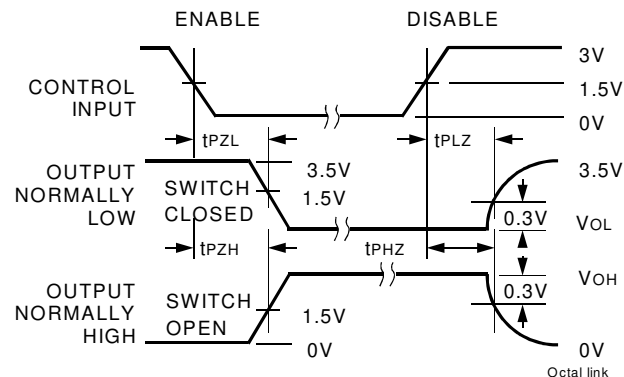 ENABLE
DISABLE
3V
CONTROL
INPUT
1.5V
0V
tPZL
tPLZ
OUTPUT
NORMALLY
LOW
SWITCH
CLOSED
3.5V
1.5V
3.5V
0.3V
VOL
tPZH
tPHZ
OUTPUT
NORMALLY
HIGH
SWITCH
OPEN
1.5V
0V
0.3V
VOH
0V
Octal link